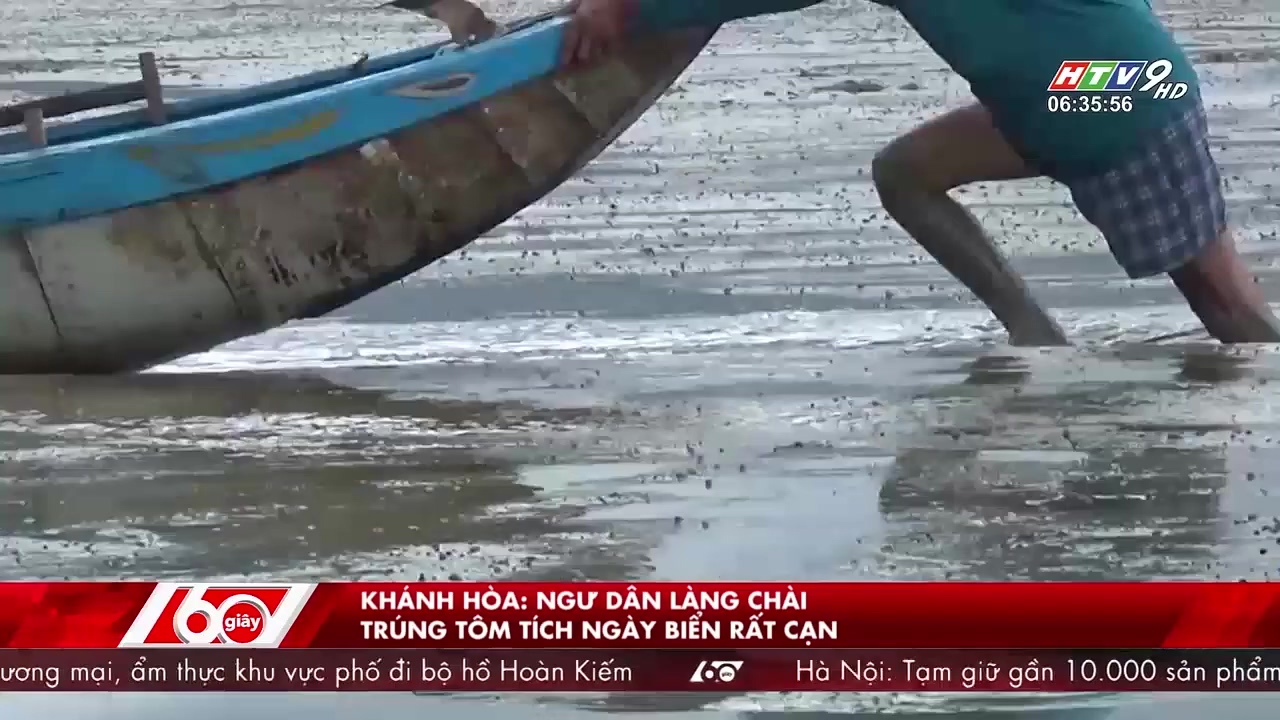 HTV9 HD
06:35:56
60 giây
KHÁNH HÒA: NGƯ DÂN LÀNG CHÀI
TRÚNG TÔM TÍCH NGÀY BIỂN RẤT CẠN
ương mại, ẩm thực khu vực phố đi bộ hồ Hoàn Kiếm 60 giây Hà Nội: Tạm giữ gần 10.000 sản phẩm